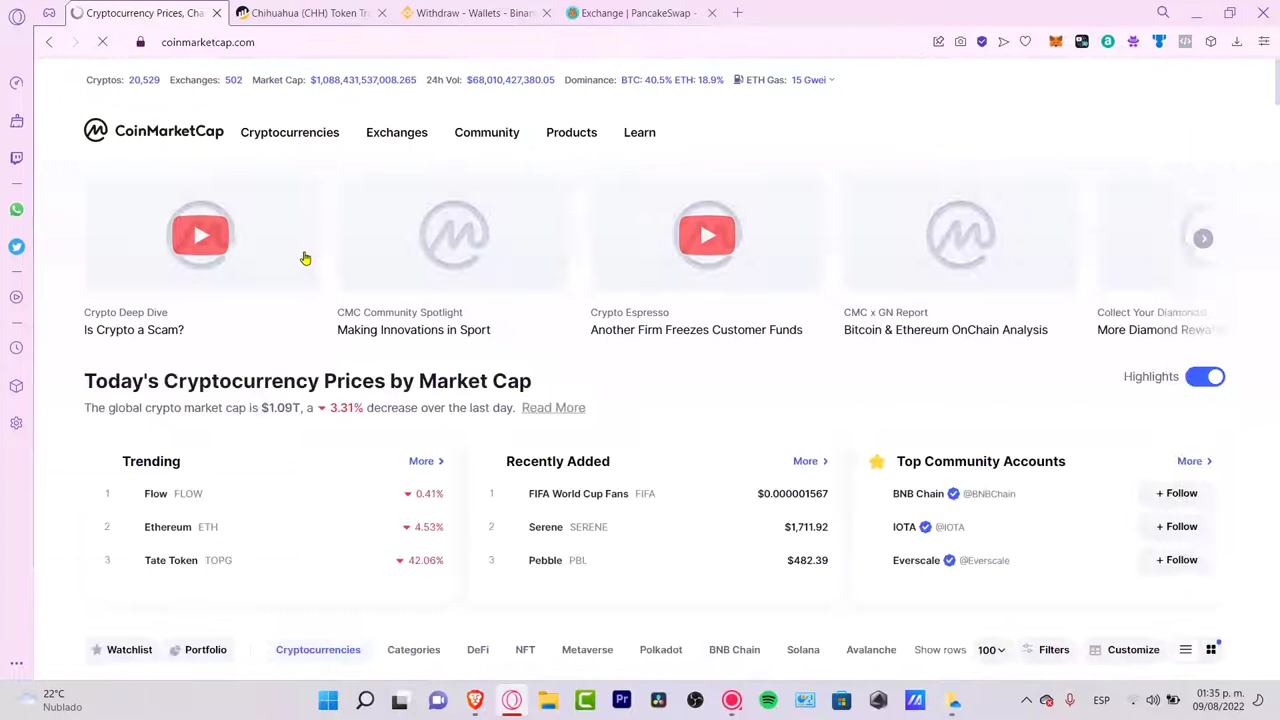 CoinMarketCap: Cryptocurrency Prices, Cha
Chihuahua (CHH) Token Tr
Withdraw - Wallets - Binan
Exchange | PancakeSwap -
coinmarketcap.com
Cryptos: 20,529 Exchanges: 502 Market Cap: $1,088,431,537,008.265 24h Vol: $68,010,427,380.05 Dominance: BTC: 40.5% ETH: 18.9% ETH Gas: 15 Gwei
CoinMarketCap Cryptocurrencies Exchanges Community Products Learn
Crypto Deep Dive
Is Crypto a Scam?
CMC Community Spotlight
Making Innovations in Sport
Crypto Espresso
Another Firm Freezes Customer Funds
CMC x GN Report
Bitcoin & Ethereum OnChain Analysis
Collect Your Diamonds!
More Diamond Rewa
Today's Cryptocurrency Prices by Market Cap
Highlights
The global crypto market cap is $1.09T, a 3.31% decrease over the last day. Read More
Trending More
1 Flow FLOW 0.41%
2 Ethereum ETH 4.53%
3 Tate Token TOPG 42.06%
Recently Added More
1 FIFA World Cup Fans FIFA $0.000001567
2 Serene SERENE $1,711.92
3 Pebble PBL $482.39
Top Community Accounts More
BNB Chain @BNBChain + Follow
IOTA @IOTA + Follow
Everscale @Everscale + Follow
Watchlist Portfolio Cryptocurrencies Categories DeFi NFT Metaverse Polkadot BNB Chain Solana Avalanche Show rows 100 Filters Customize
22°C
Nublado
Pr
ESP
01:35 p. m.
09/08/2022